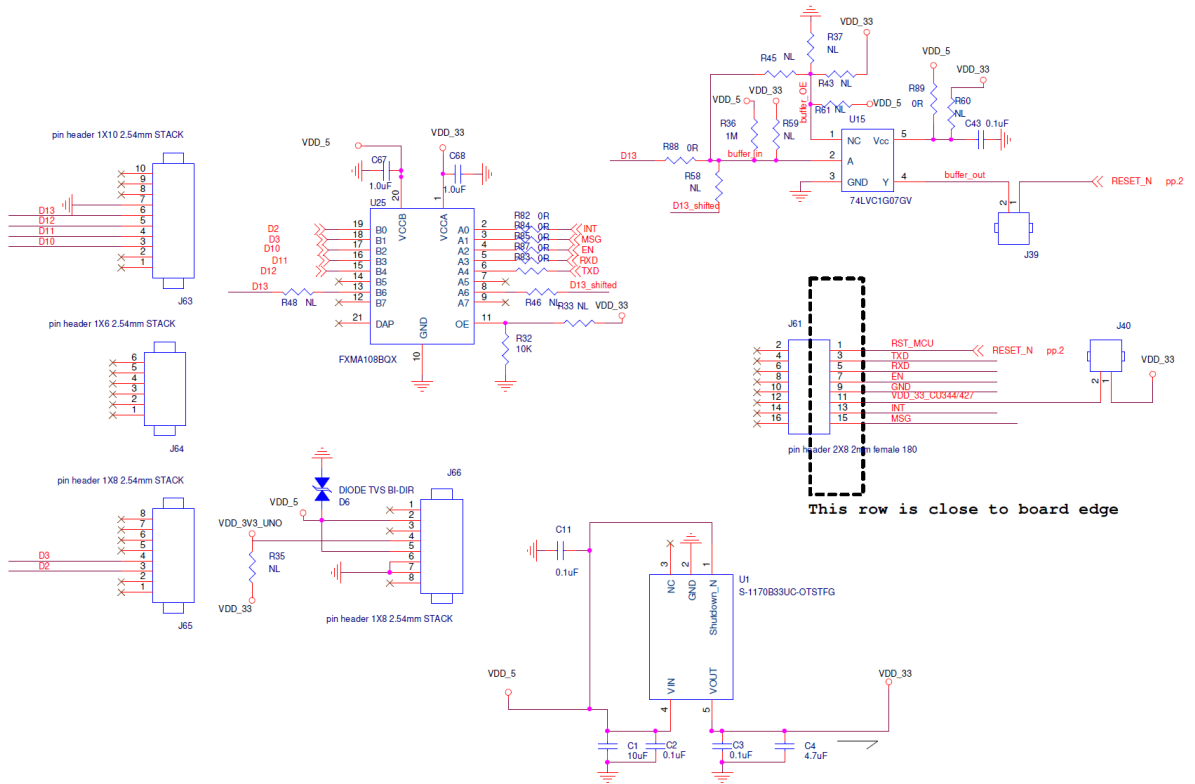 pin header 1X10 2.54mm STACK
10
9
8
7
6
5
4
3
2
1
D13
D12
D11
D10
J63
pin header 1X6 2.54mm STACK
6
5
4
3
2
1
J64
pin header 1X8 2.54mm STACK
8
7
6
5
4
3
2
1
D3
D2
J65
VDD_5
VDD_33
C67
1.0uF
C68
1.0uF
U25
20
1
VCCB
VCCA
D2 19 B0 A0 2 R82 0R INT
D3 18 B1 A1 3 R84 0R MSG
D10 17 B2 A2 4 R85 0R EN
D11 16 B3 A3 5 R87 0R RXD
D12 15 B4 A4 6 R83 0R TXD
14 B5 A5 7
D13 R48 NL 13 B6 A6 8 R46 NL D13_shifted
12 B7 A7 9
21 DAP OE 11
GND
10
FXMA108BQX
R33 NL
VDD_33
R32
10K
R37
NL
VDD_33
R45 NL
R43 NL
buffer_OE
R61 NL
VDD_5
VDD_5
VDD_33
R36
1M
R59
NL
D13
R88 0R
buffer_in
R58
NL
D13_shifted
U15
1 NC Vcc 5
2 A
3 GND Y 4
74LVC1G07GV
VDD_5
VDD_33
R89
0R
R60
NL
C43 0.1uF
buffer_out
2
1
J39
RESET_N pp.2
J61
2 1 RST_MCU
4 3 TXD
6 5 RXD
8 7 EN
10 9 GND
12 11 VDD_33_C0344/427
14 13 INT
16 15 MSG
RESET_N pp.2
J40
2
1
VDD_33
pin header 2X8 2mm female 180
This row is close to board edge
DIODE TVS BI-DIR
D6
VDD_5
VDD_3V3_UNO
R35
NL
VDD_33
J66
1
2
3
4
5
6
7
8
pin header 1X8 2.54mm STACK
C11
0.1uF
3
2
1
NC
GND
Shutdown_N
U1
S-1170B33UC-OTSTFG
VIN
VOUT
4
5
VDD_5
VDD_33
C1
10uF
C2
0.1uF
C3
0.1uF
C4
4.7uF